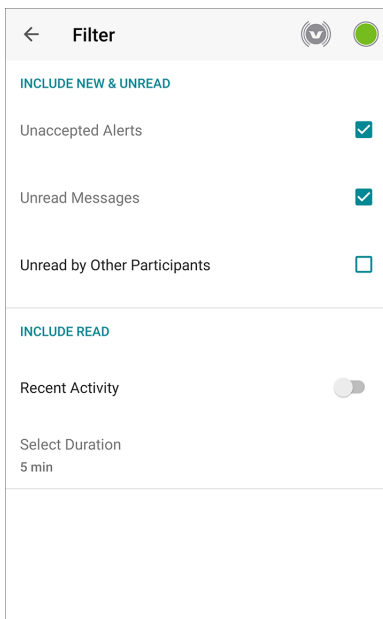 Filter
INCLUDE NEW & UNREAD
Unaccepted Alerts
Unread Messages
Unread by Other Participants
INCLUDE READ
Recent Activity
Select Duration
5 min